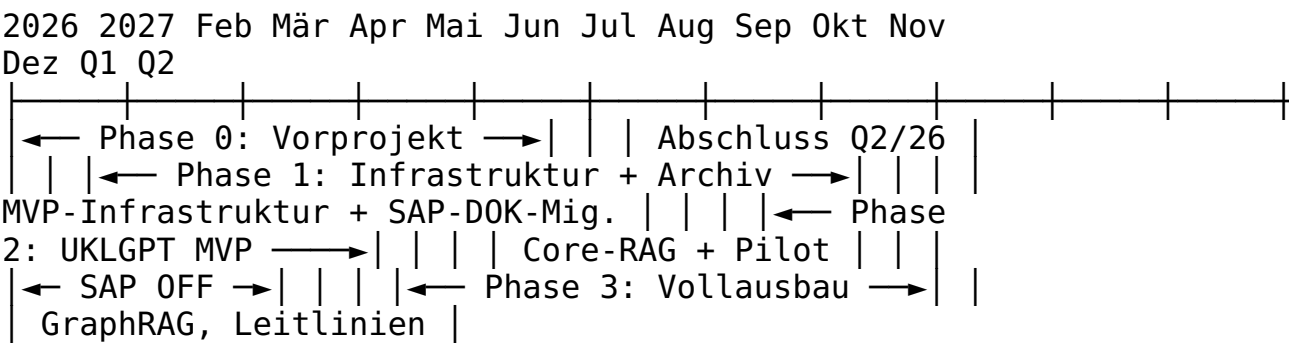 2026 2027 Feb Mär Apr Mai Jun Jul Aug Sep Okt Nov
Dez Q1 Q2
├─────┼─────┼─────┼─────┼─────┼─────┼─────┼─────┼─────┼─────┼─────┼
│◄── Phase 0: Vorprojekt ──►│ │ │ Abschluss Q2/26 │
│ │ │◄── Phase 1: Infrastruktur + Archiv ──►│ │ │ │
MVP-Infrastruktur + SAP-DOK-Mig. │ │ │ │◄── Phase
2: UKLGPT MVP ────►│ │ │ │ Core-RAG + Pilot │ │ │
│◄─ SAP OFF ─►│ │ │ │◄── Phase 3: Vollausbau ──►│ │
│ GraphRAG, Leitlinien │